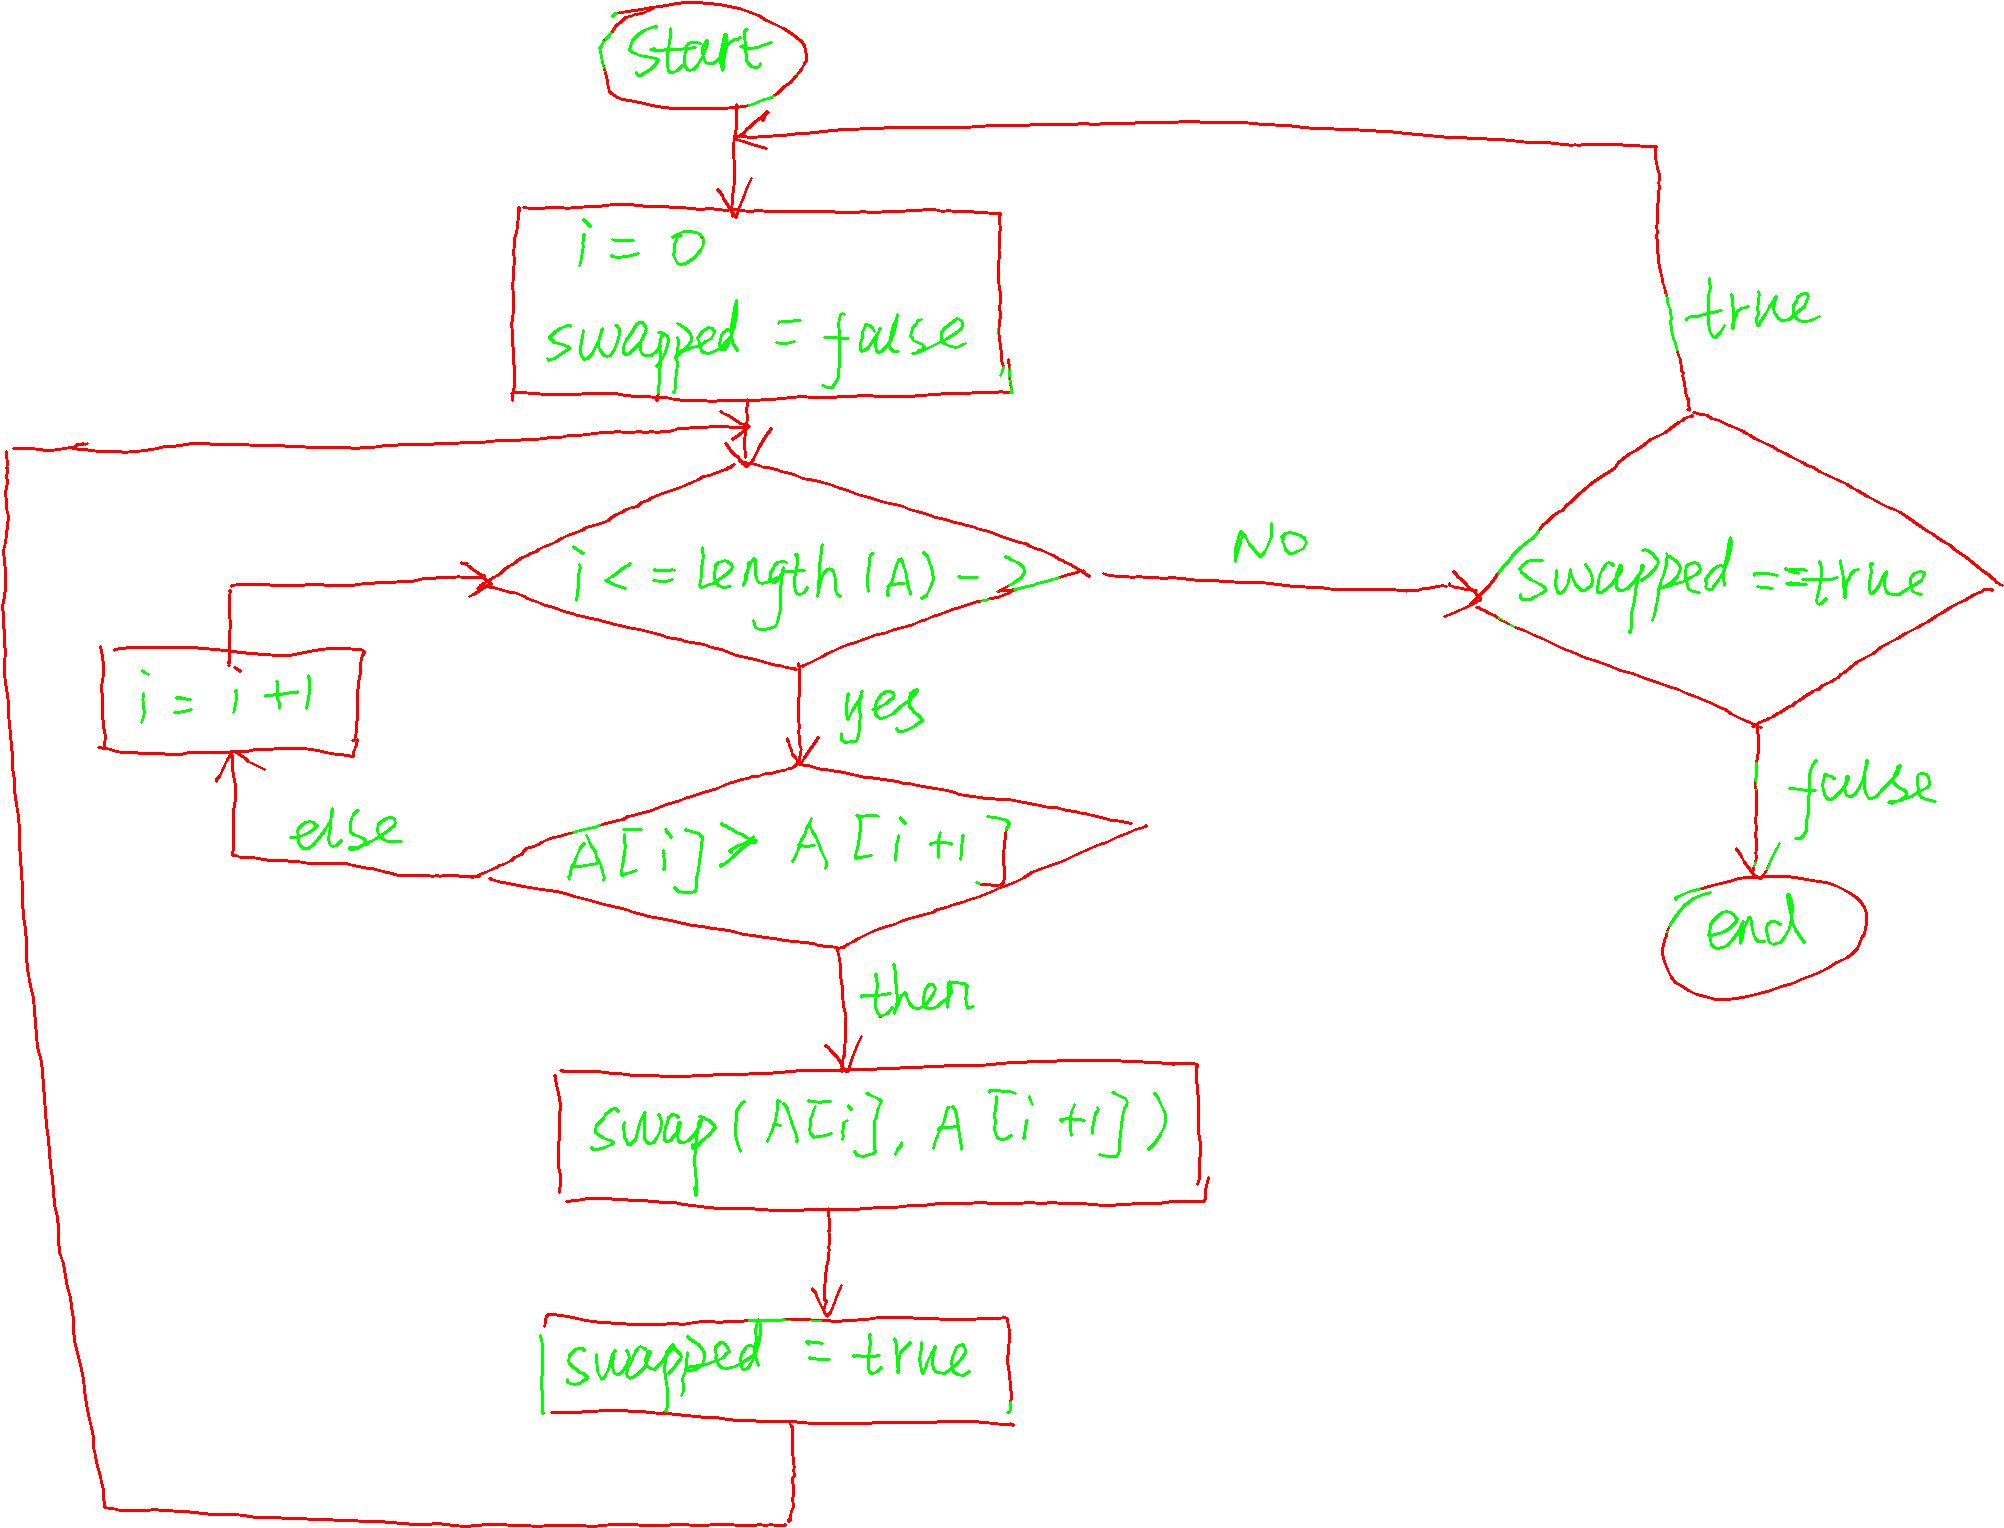 start
i = 0
swapped = false
true
i <= length(A) - 2
No
swapped == true
i = i + 1
yes
false
else
A[i] > A[i+1]
end
then
swap(A[i], A[i+1])
swapped = true